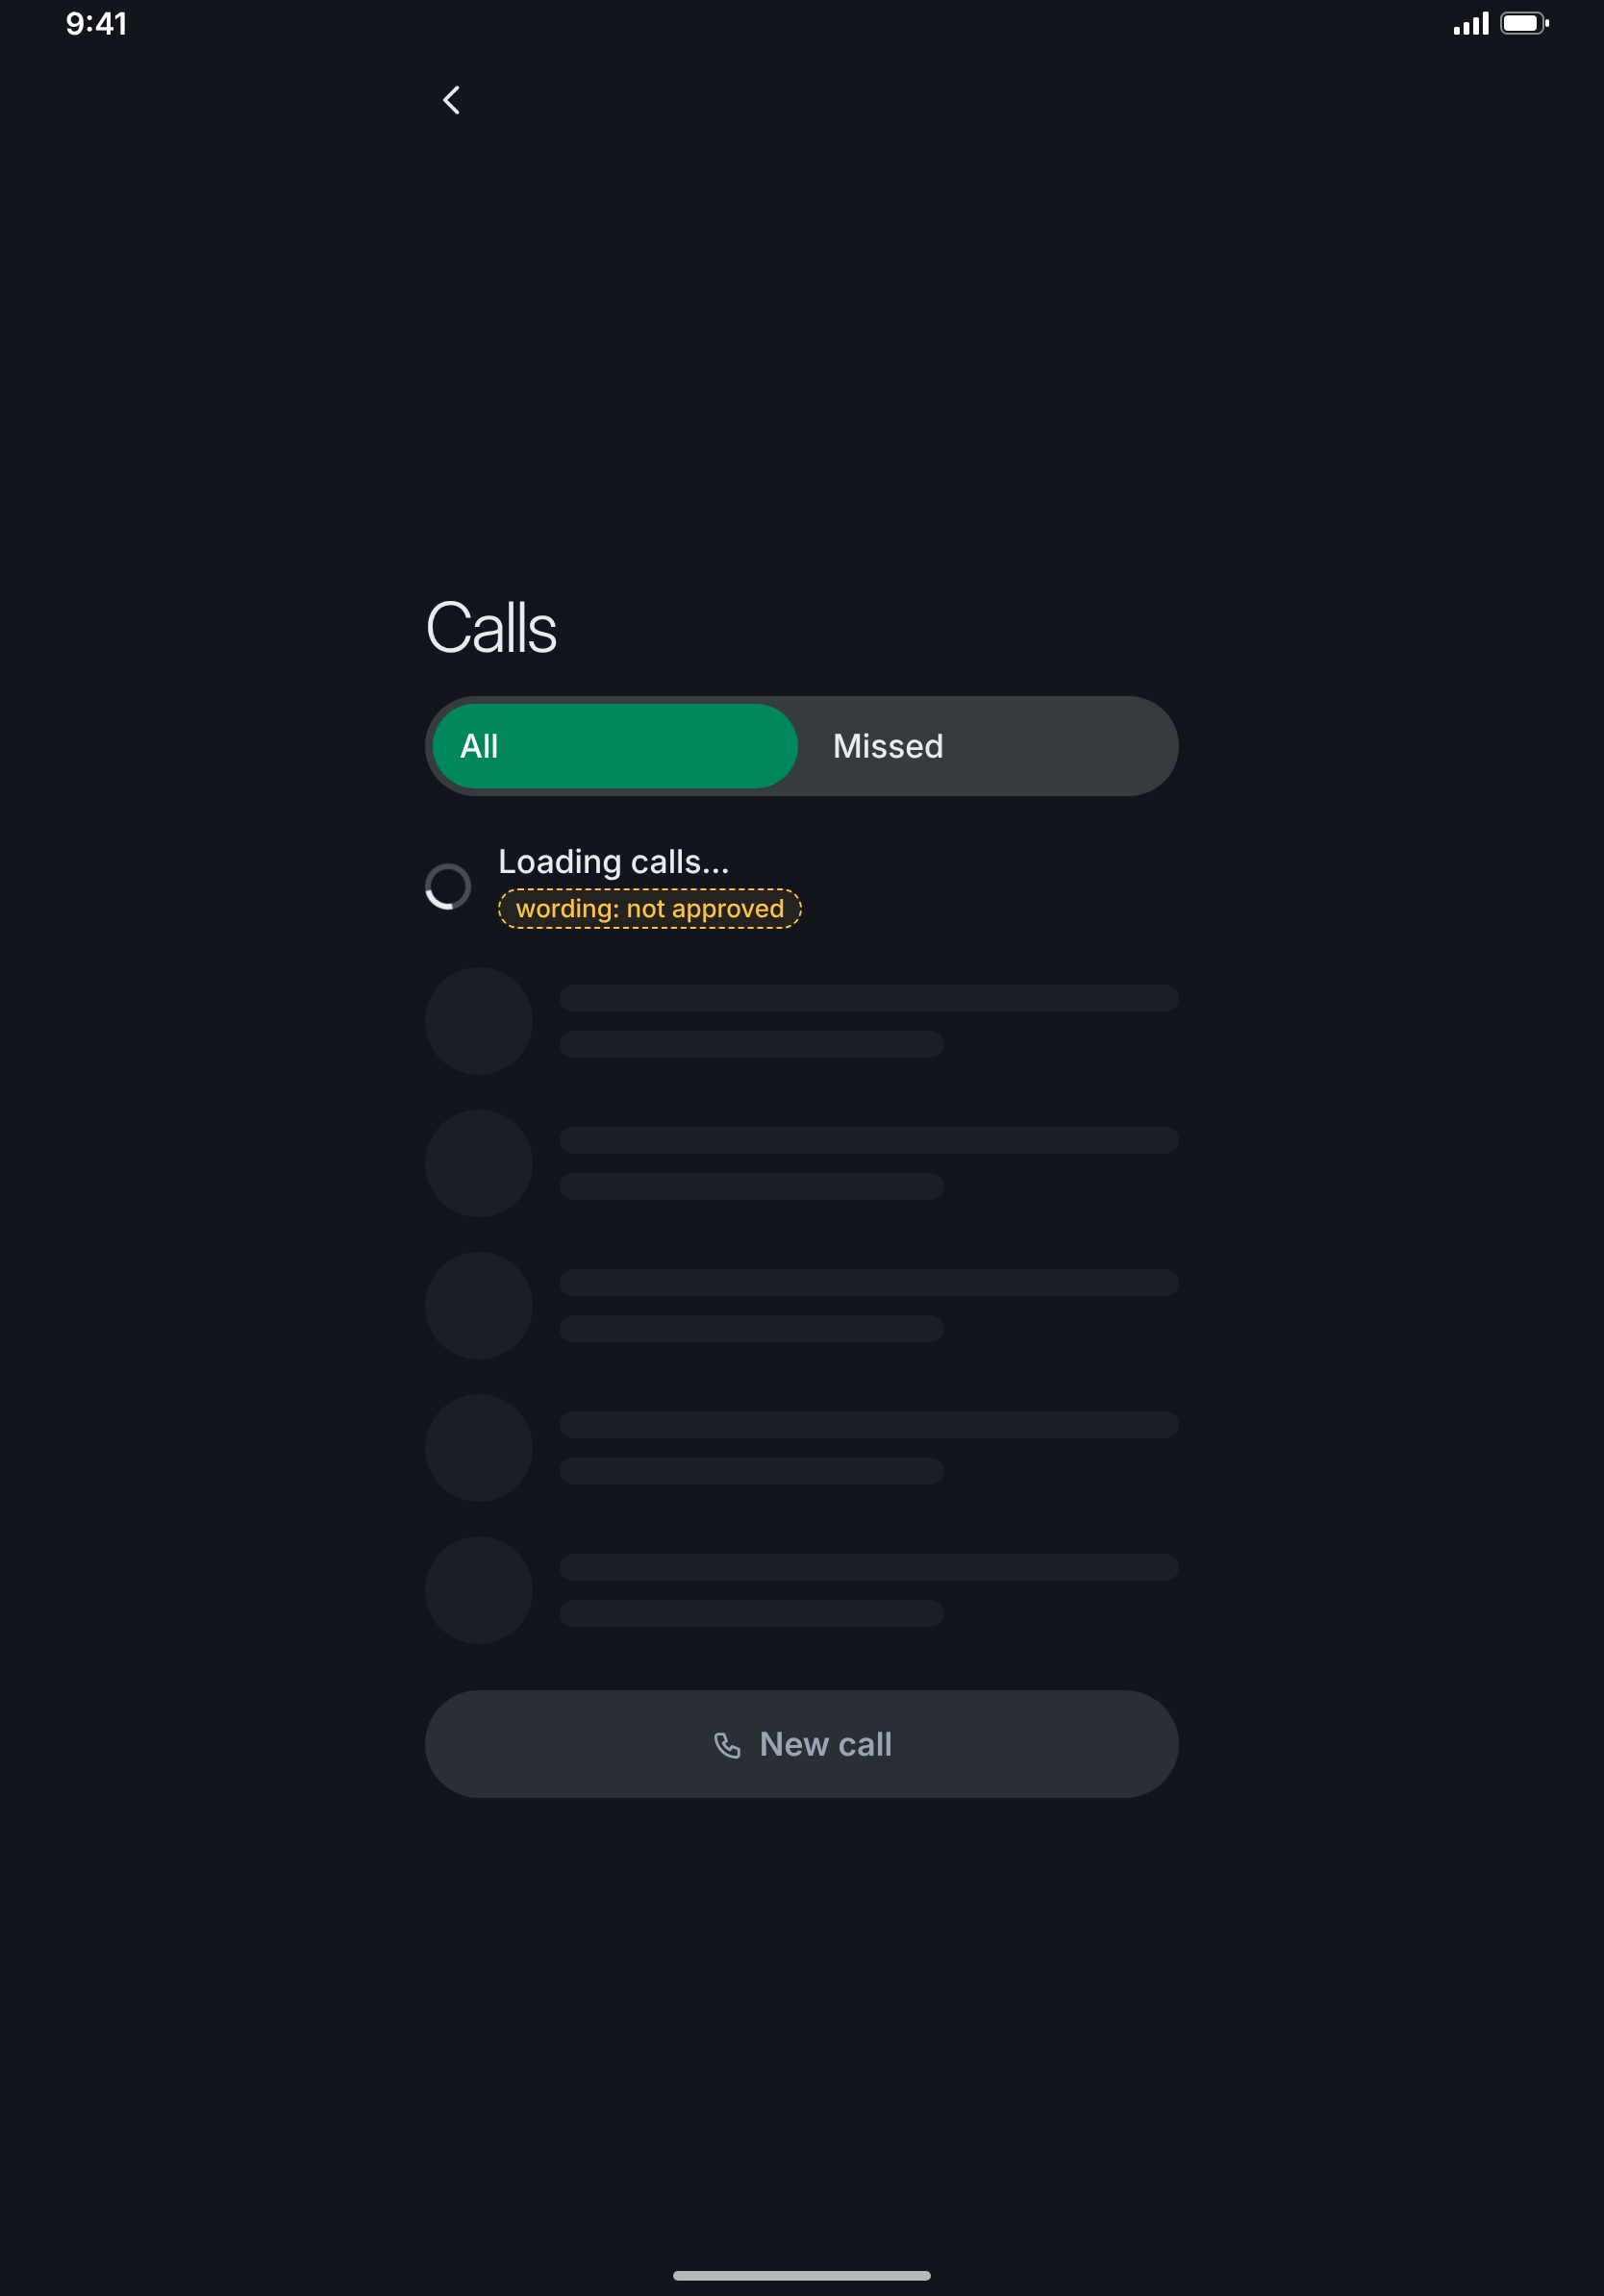 9:41
Calls
All
Missed
Loading calls...
wording: not approved
New call